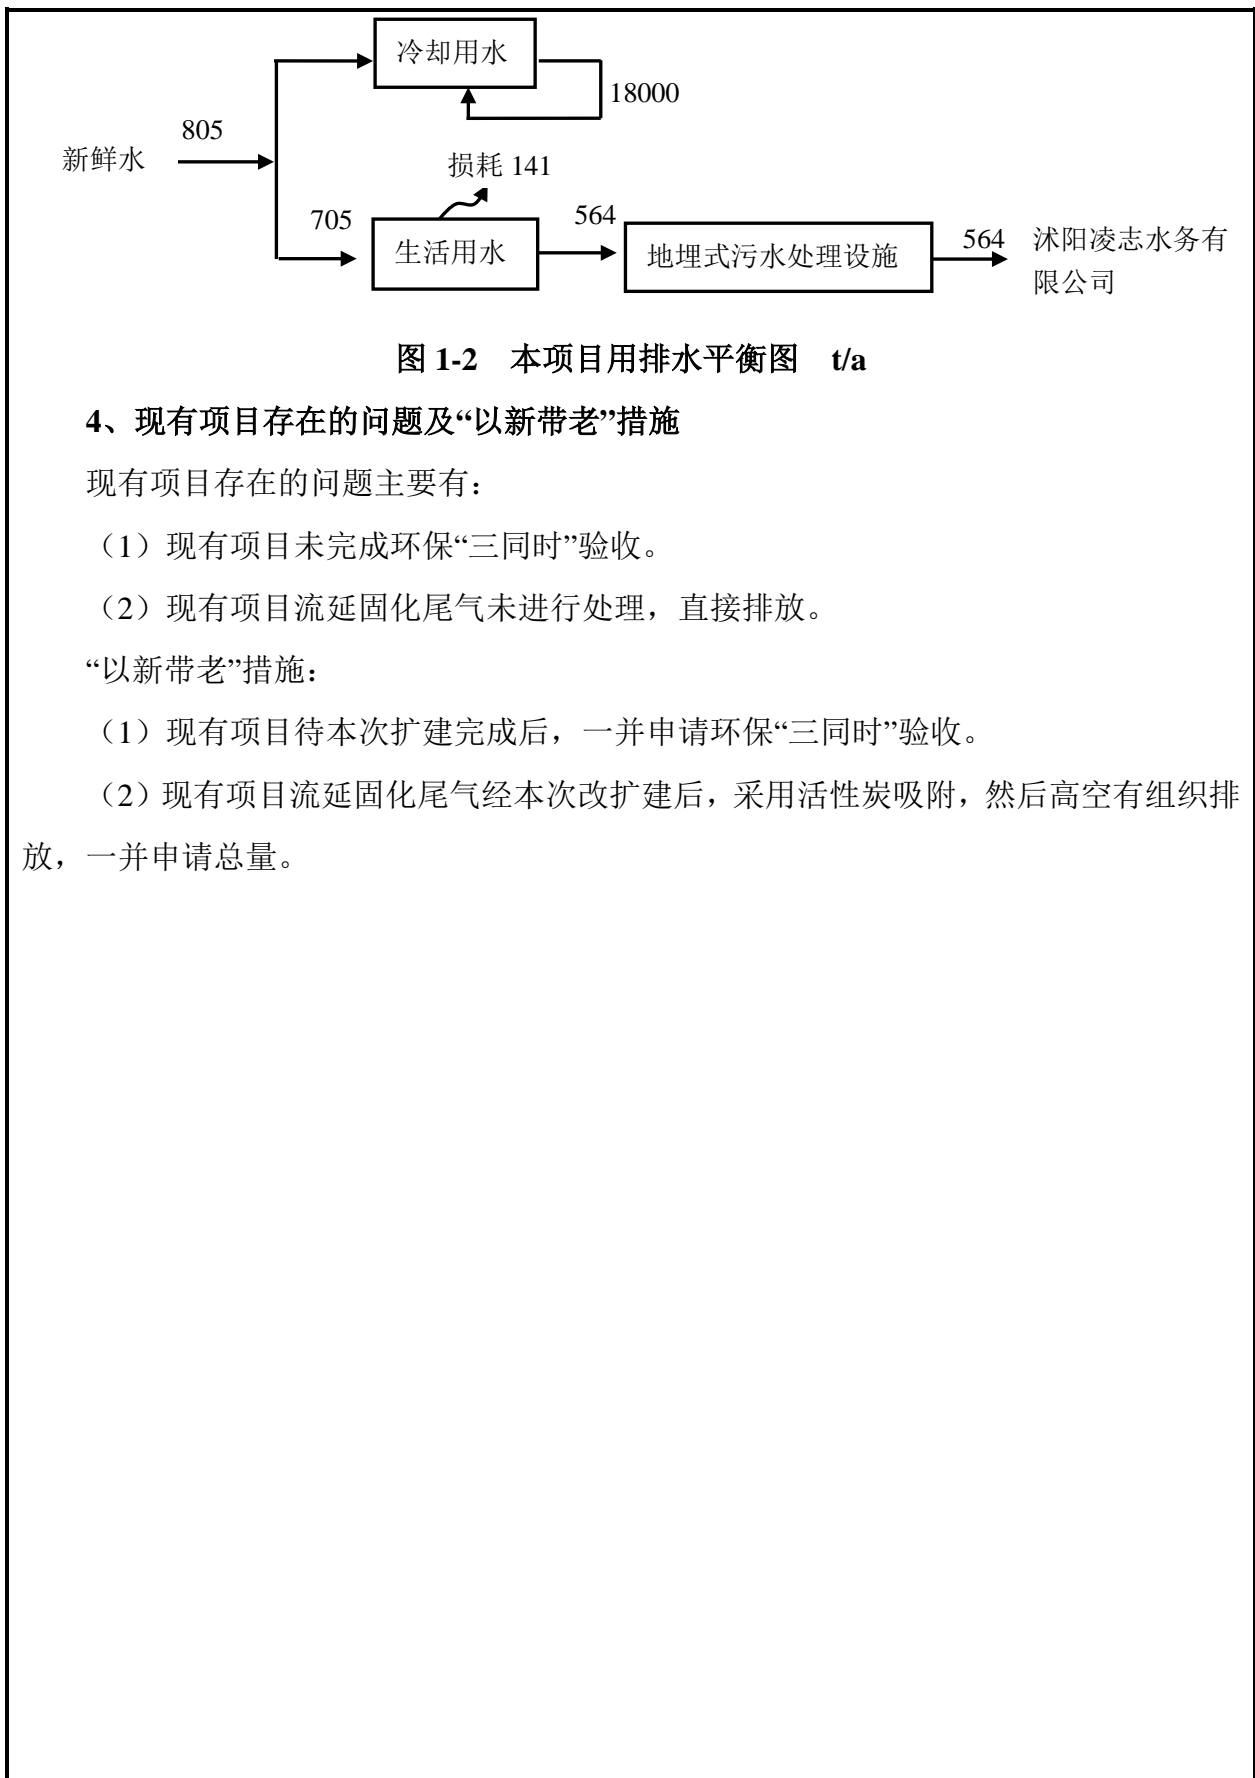 冷却用水
18000
805
新鲜水
损耗 141
705
生活用水
564
地埋式污水处理设施
564
沭阳凌志水务有
限公司
图 1-2 本项目用排水平衡图 t/a
4、现有项目存在的问题及“以新带老”措施
现有项目存在的问题主要有：
（1）现有项目未完成环保“三同时”验收。
（2）现有项目流延固化尾气未进行处理，直接排放。
“以新带老”措施：
（1）现有项目待本次扩建完成后，一并申请环保“三同时”验收。
（2）现有项目流延固化尾气经本次改扩建后，采用活性炭吸附，然后高空有组织排
放，一并申请总量。